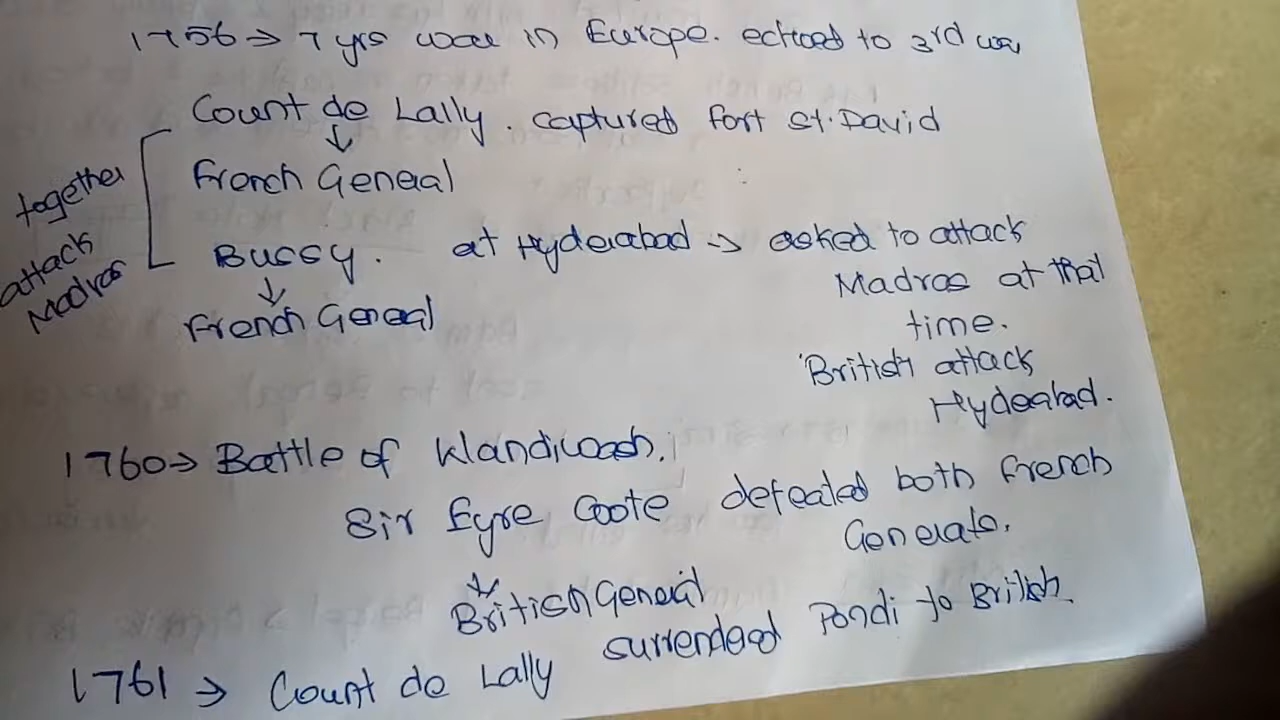 1756 → 7 yrs war in Europe. echoed to 3rd war
Count de Lally. captured fort St. David
↓
French General
together attack Madras
Bussy. at Hyderabad → asked to attack
Madras at that
↓
French General
time.
British attack
Hyderabad.
1760 → Battle of Wandiwash.
Sir Eyre Coote defeated both French
Generals.
↓
British General
1761 → Count de Lally surrendered Pondi to British.